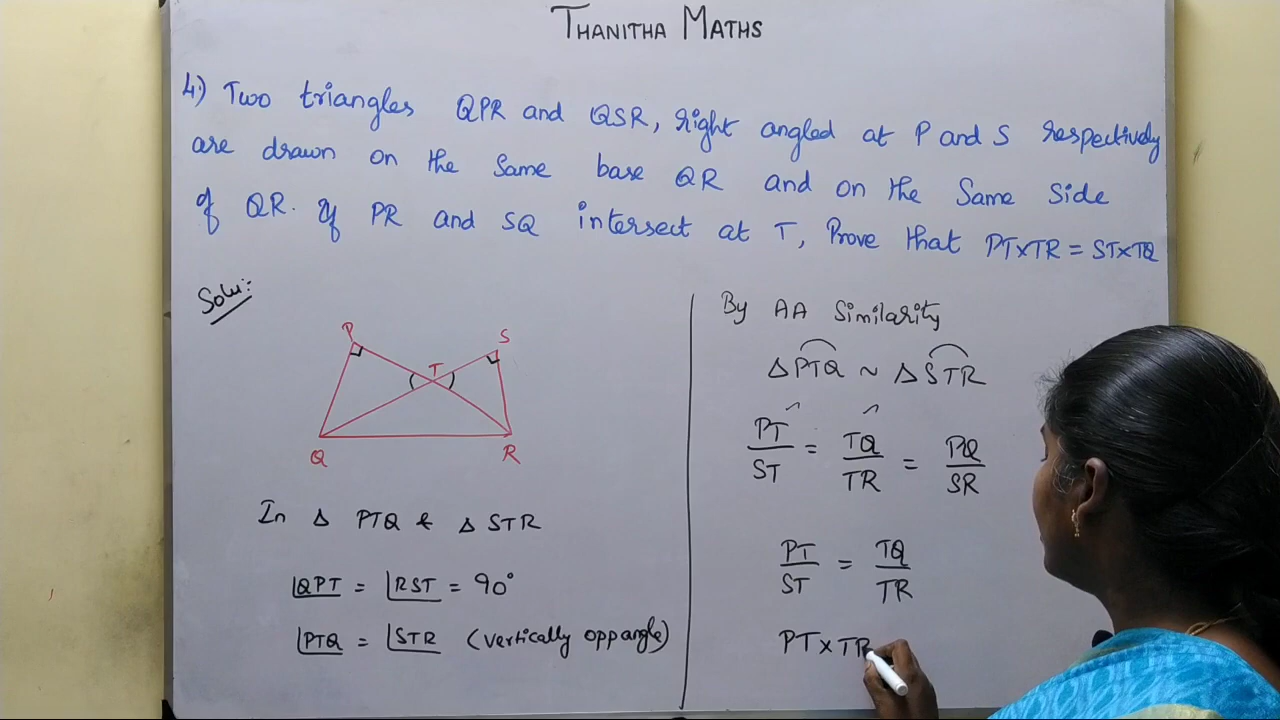 THANITHA MATHS
4) Two triangles QPR and QSR, right angled at P and S respectively
are drawn on the Same base QR and on the Same Side
of QR. If PR and SQ intersect at T, Prove that PT×TR = ST×TQ
Solu:-
P
S
T
Q
R
In Δ PTQ & Δ STR
∠QPT = ∠RST = 90°
∠PTQ = ∠STR (vertically opp angle)
By AA Similarity
Δ PTQ ~ Δ STR
PT/ST = TQ/TR = PQ/SR
PT/ST = TQ/TR
PT×TR